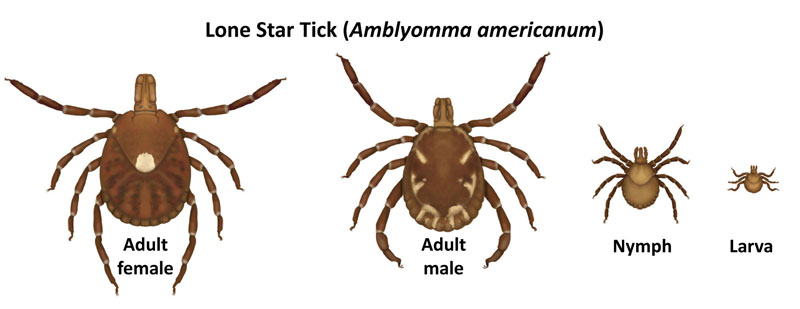 Lone Star Tick (Amblyomma americanum)
Adult
female
Adult
male
Nymph
Larva